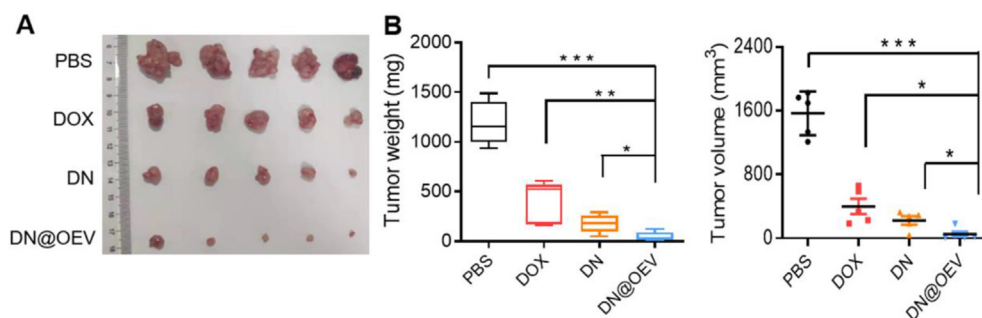 A
PBS
DOX
DN
DN@OEV
B
Tumor weight (mg)
2000
1500
1000
500
0
***
**
*
PBS
DOX
DN
DN@OEV
Tumor volume (mm³)
2400
1600
800
0
***
*
*
PBS
DOX
DN
DN@OEV